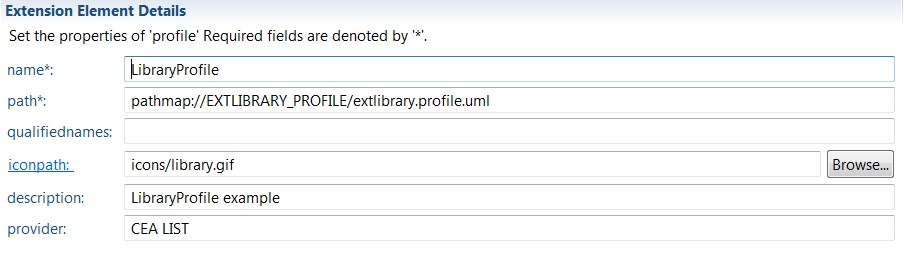 Extension Element Details
Set the properties of 'profile' Required fields are denoted by '*'.
name*: LibraryProfile
path*: pathmap://EXTLIBRARY_PROFILE/extlibrary.profile.uml
qualifiednames:
iconpath: icons/library.gif Browse...
description: LibraryProfile example
provider: CEA LIST